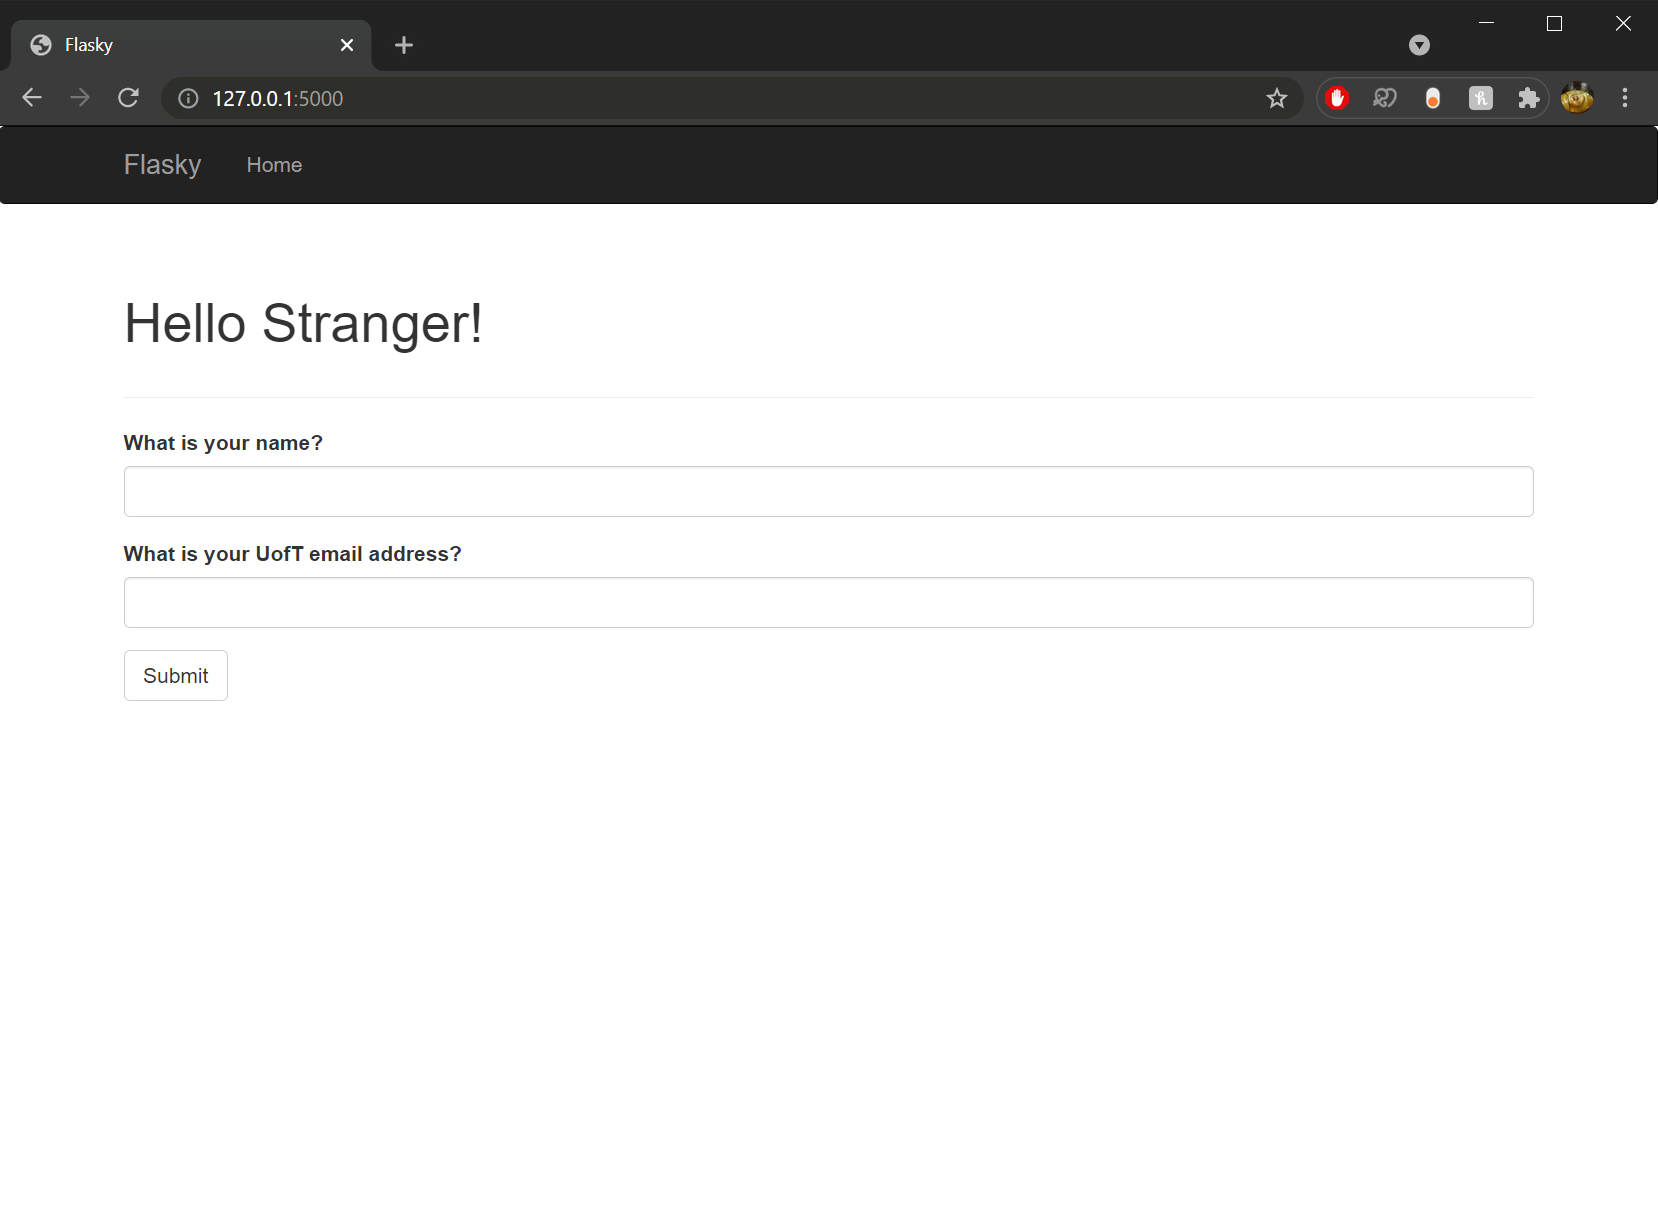 Flasky
127.0.0.1:5000
Flasky Home
Hello Stranger!
What is your name?
What is your UofT email address?
Submit